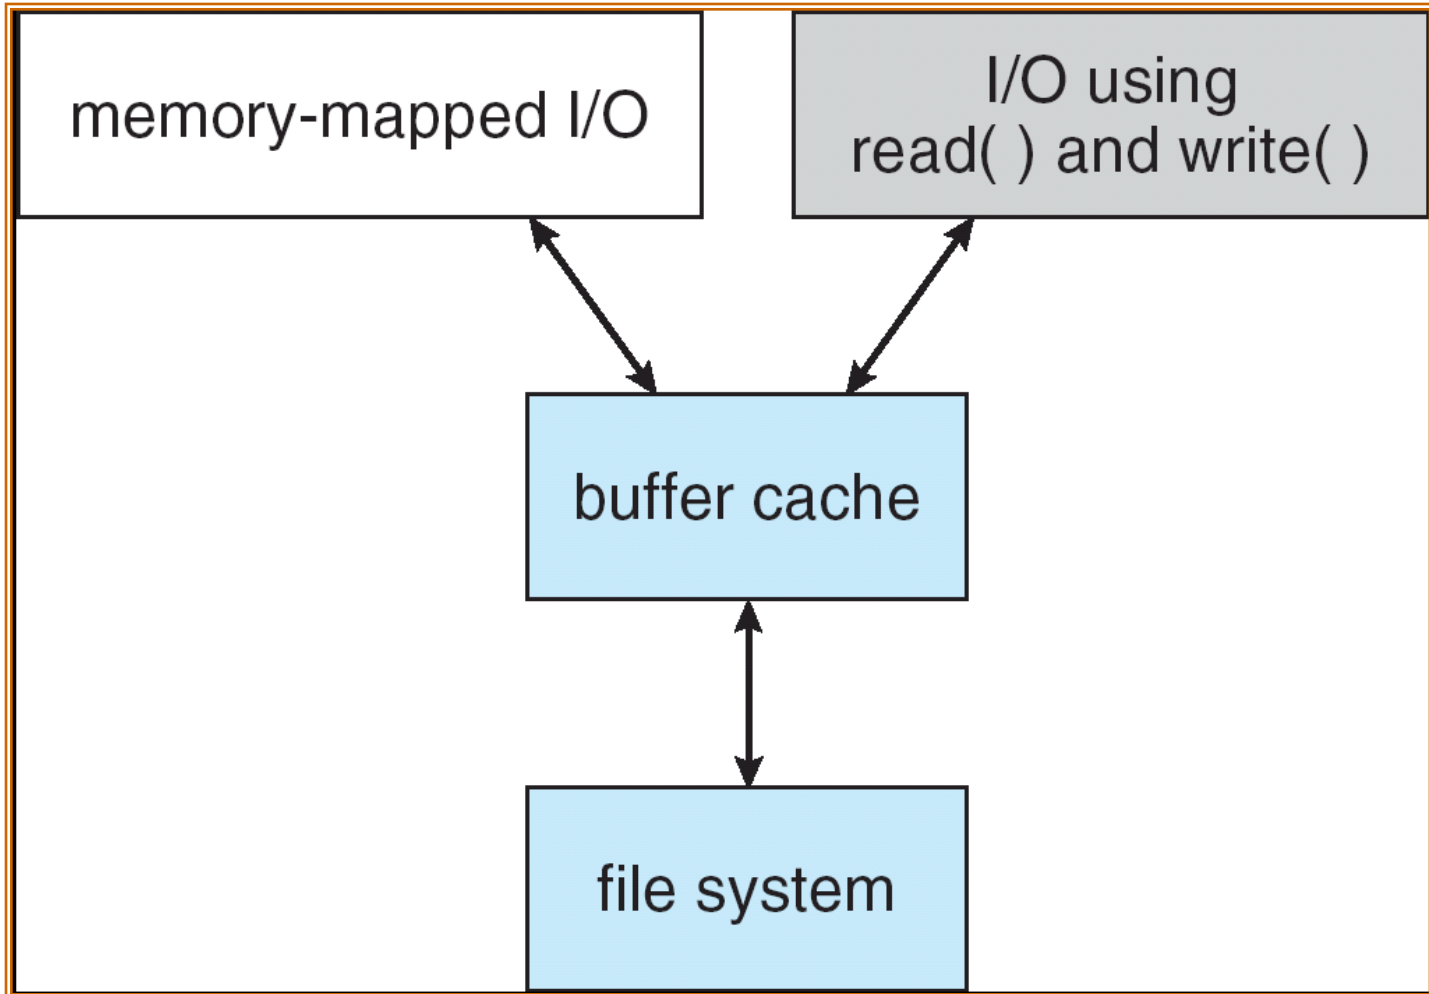 memory-mapped I/O
I/O using
read( ) and write( )
buffer cache
file system